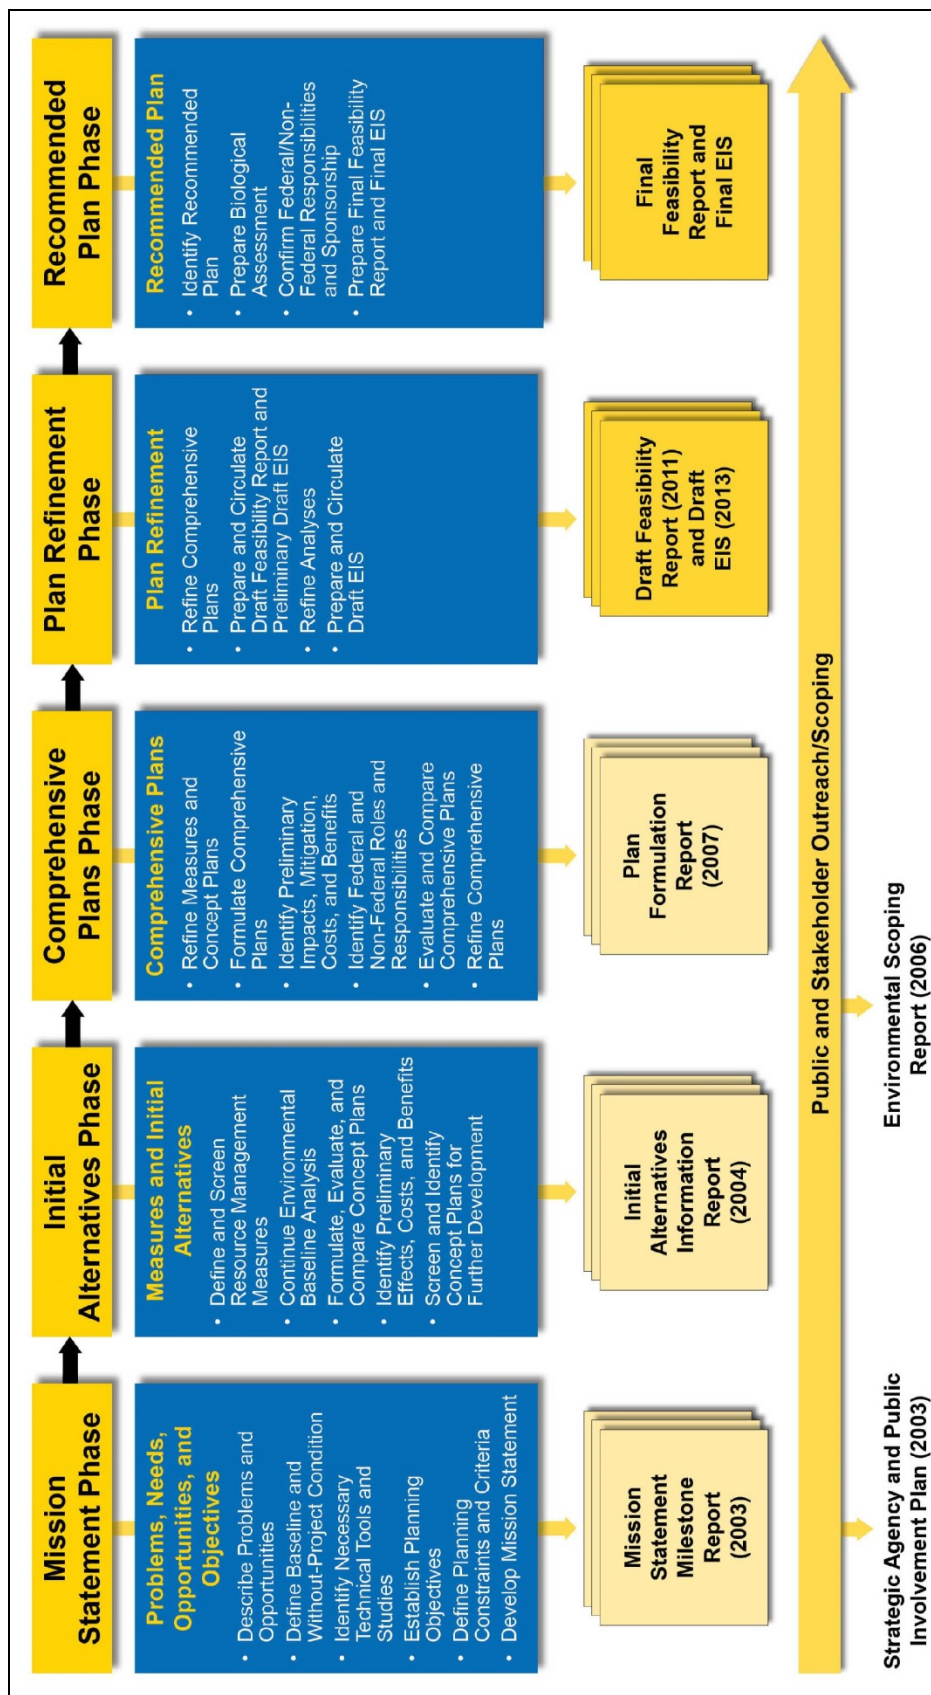 Mission
Statement Phase
Initial
Alternatives Phase
Comprehensive
Plans Phase
Plan Refinement
Phase
Recommended
Plan Phase
Problems, Needs,
Opportunities, and
Objectives
• Describe Problems and
Opportunities
• Define Baseline and
Without-Project Condition
• Identify Necessary
Technical Tools and
Studies
• Establish Planning
Objectives
• Define Planning
Constraints and Criteria
• Develop Mission Statement
Measures and Initial
Alternatives
• Define and Screen
Resource Management
Measures
• Continue Environmental
Baseline Analysis
• Formulate, Evaluate, and
Compare Concept Plans
• Identify Preliminary
Effects, Costs, and Benefits
• Screen and Identify
Concept Plans for
Further Development
Comprehensive Plans
• Refine Measures and
Concept Plans
• Formulate Comprehensive
Plans
• Identify Preliminary
Impacts, Mitigation,
Costs, and Benefits
• Identify Federal and
Non-Federal Roles and
Responsibilities
• Evaluate and Compare
Comprehensive Plans
• Refine Comprehensive
Plans
Plan Refinement
• Refine Comprehensive
Plans
• Prepare and Circulate
Draft Feasibility Report and
Preliminary Draft EIS
• Refine Analyses
• Prepare and Circulate
Draft EIS
Recommended Plan
• Identify Recommended
Plan
• Prepare Biological
Assessment
• Confirm Federal/Non-
Federal Responsibilities
and Sponsorship
• Prepare Final Feasibility
Report and Final EIS
Mission
Statement
Milestone
Report
(2003)
Initial
Alternatives
Information
Report
(2004)
Plan
Formulation
Report
(2007)
Draft Feasibility
Report (2011)
and Draft
EIS (2013)
Final
Feasibility
Report and
Final EIS
Public and Stakeholder Outreach/Scoping
Strategic Agency and Public
Involvement Plan (2003)
Environmental Scoping
Report (2006)